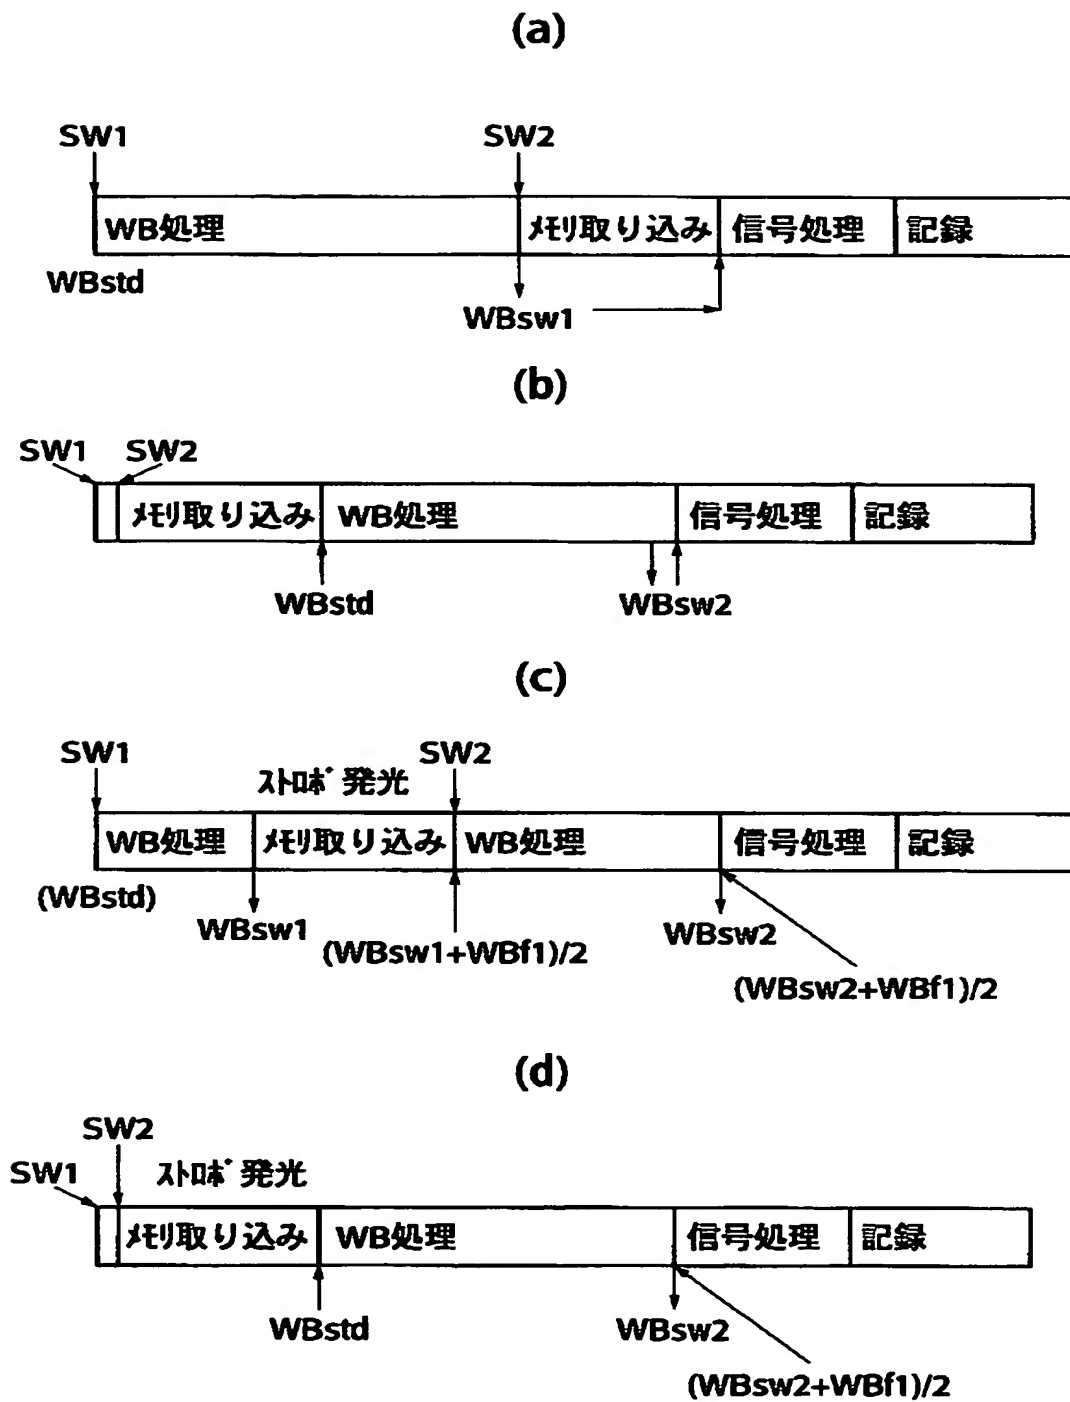 (a)
SW1 SW2
WB処理 ﾒﾓﾘ取り込み 信号処理 記録
WBstd
WBsw1
(b)
SW1 SW2
ﾒﾓﾘ取り込み WB処理 信号処理 記録
WBstd WBsw2
(c)
SW1 SW2
ｽﾄﾛﾎﾞ発光
WB処理 ﾒﾓﾘ取り込み WB処理 信号処理 記録
(WBstd)
WBsw1 WBsw2
(WBsw1+WBf1)/2
(WBsw2+WBf1)/2
(d)
SW2
SW1 ｽﾄﾛﾎﾞ発光
ﾒﾓﾘ取り込み WB処理 信号処理 記録
WBstd WBsw2
(WBsw2+WBf1)/2